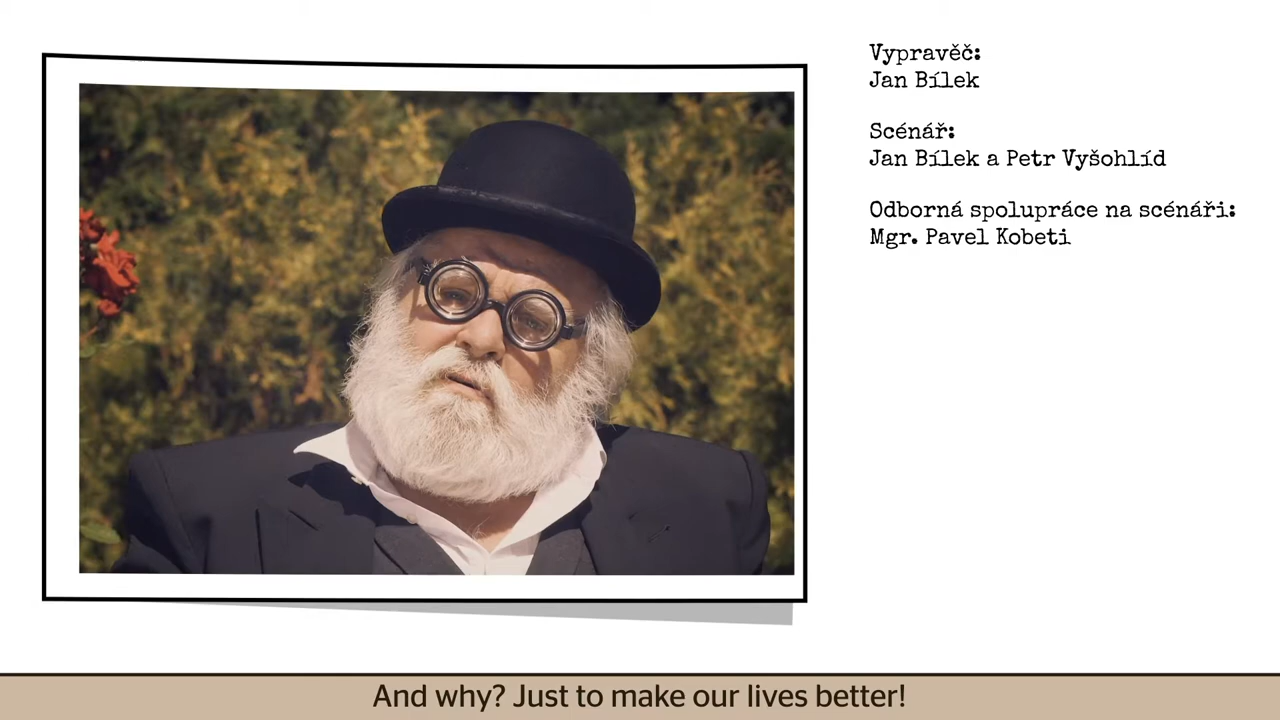 Vypravěč:
Jan Bílek
Scénář:
Jan Bílek a Petr Vyšohlíd
Odborná spolupráce na scénáři:
Mgr. Pavel Kobeti
And why? Just to make our lives better!